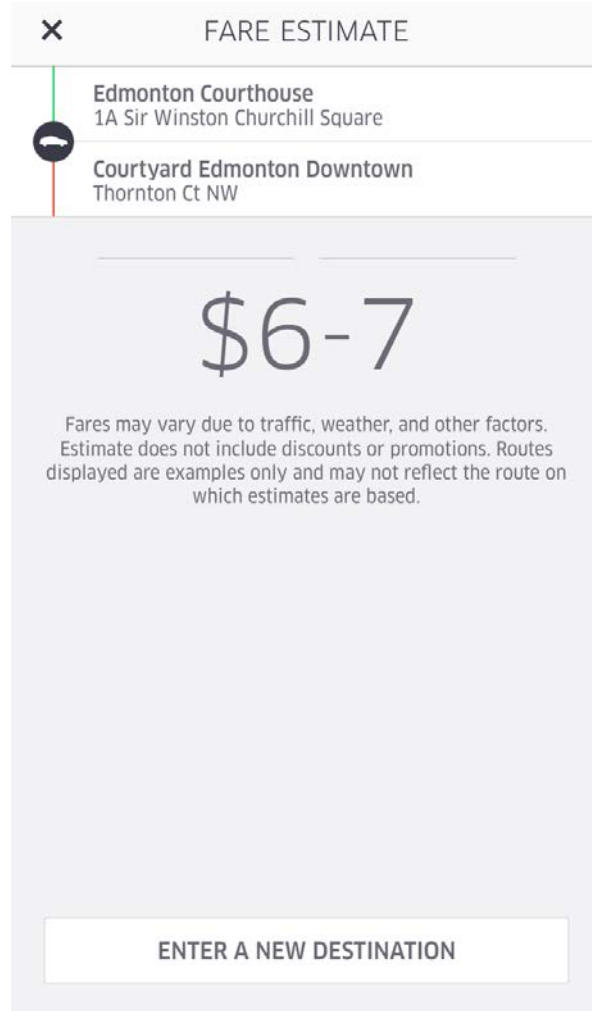 FARE ESTIMATE
Edmonton Courthouse
1A Sir Winston Churchill Square
Courtyard Edmonton Downtown
Thornton Ct NW
$6-7
Fares may vary due to traffic, weather, and other factors.
Estimate does not include discounts or promotions. Routes
displayed are examples only and may not reflect the route on
which estimates are based.
ENTER A NEW DESTINATION